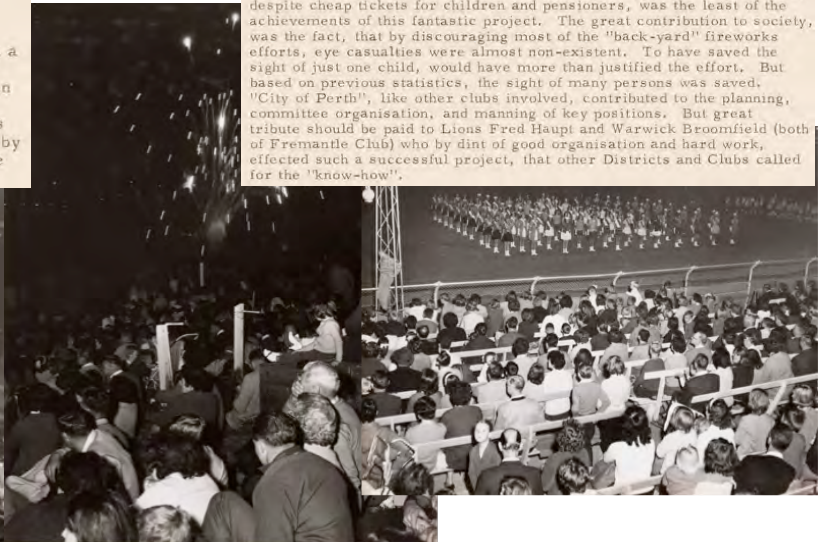 a
n
s
by
e
despite cheap tickets for children and pensioners, was the least of the
achievements of this fantastic project. The great contribution to society,
was the fact, that by discouraging most of the "back-yard" fireworks
efforts, eye casualties were almost non-existent. To have saved the
sight of just one child, would have more than justified the effort. But
based on previous statistics, the sight of many persons was saved.
"City of Perth", like other clubs involved, contributed to the planning,
committee organisation, and manning of key positions. But great
tribute should be paid to Lions Fred Haupt and Warwick Broomfield (both
of Fremantle Club) who by dint of good organisation and hard work,
effected such a successful project, that other Districts and Clubs called
for the "know-how".